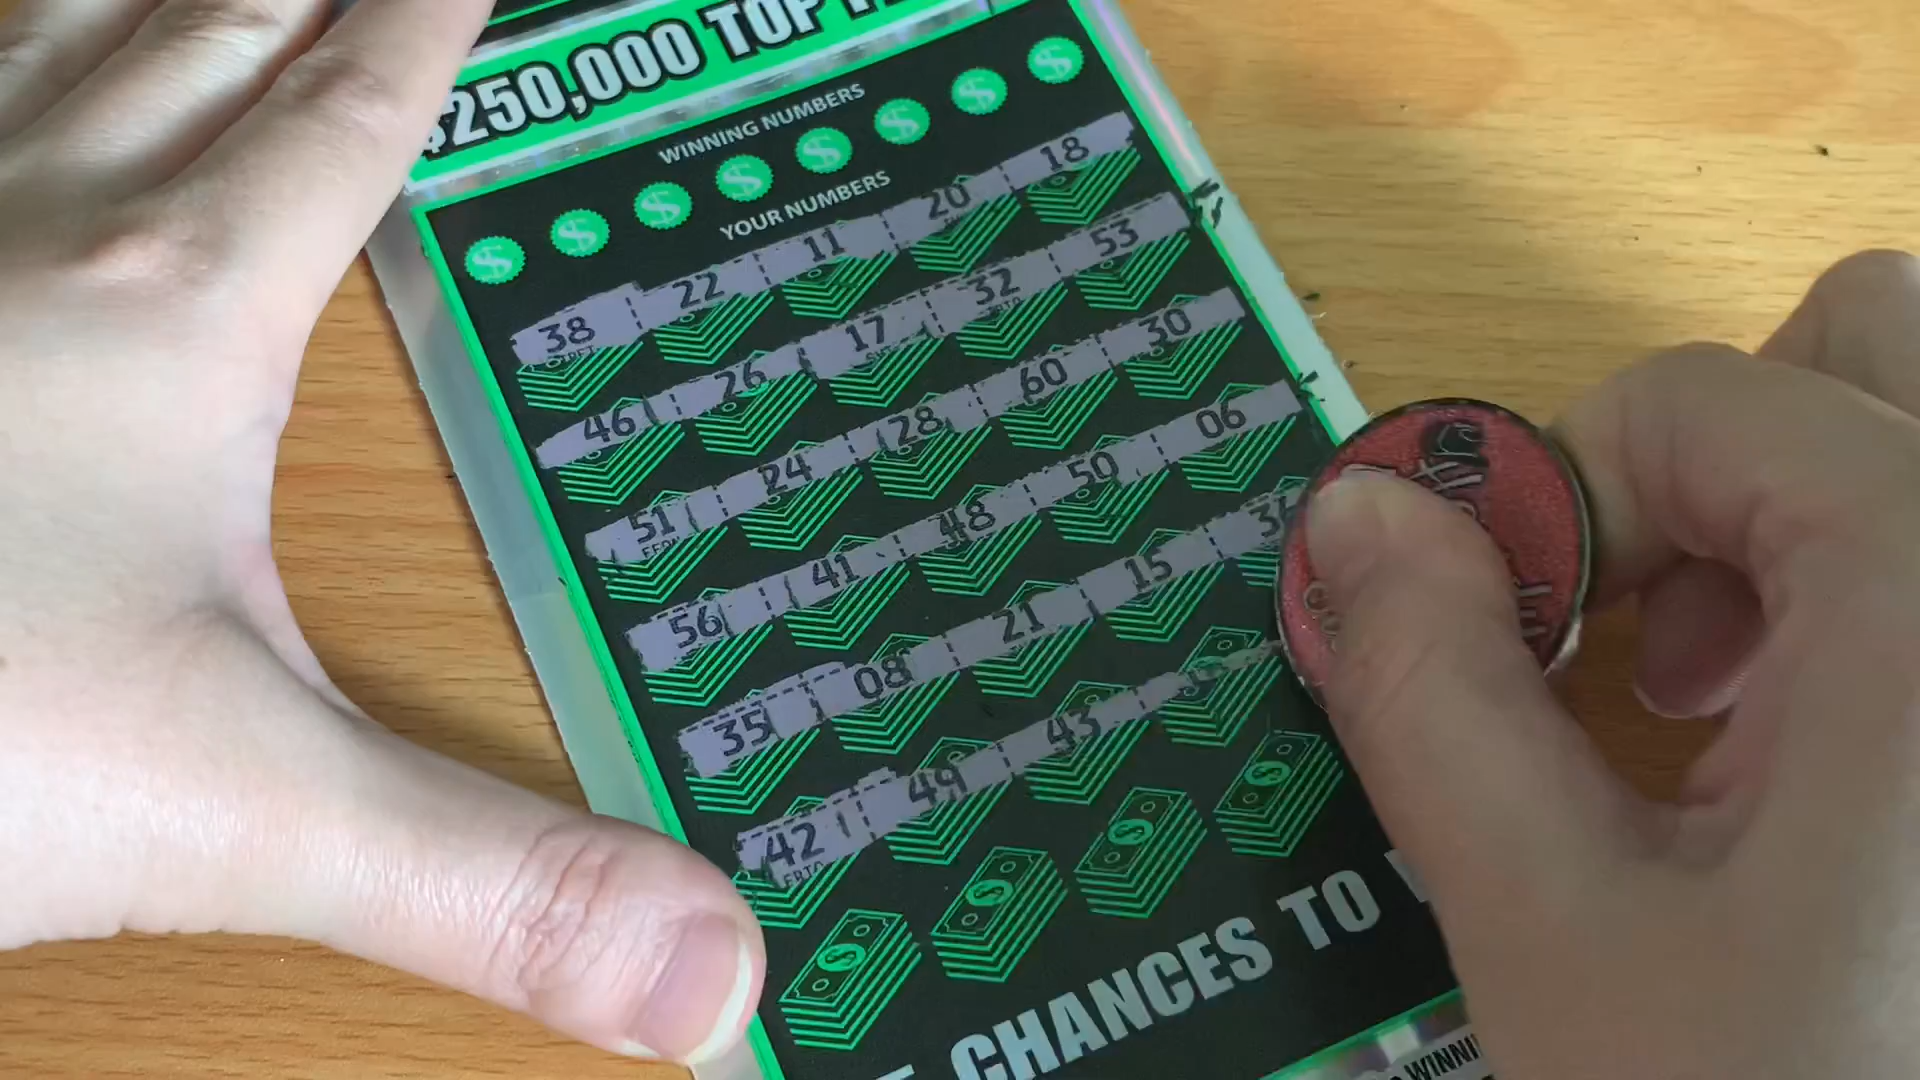 $250,000 TOP
WINNING NUMBERS
YOUR NUMBERS
38 22 11 20 18
46 26 17 32 53
51 24 28 60 30
56 41 48 50 06
35 08 21 15 36
42 49 43
CHANCES TO